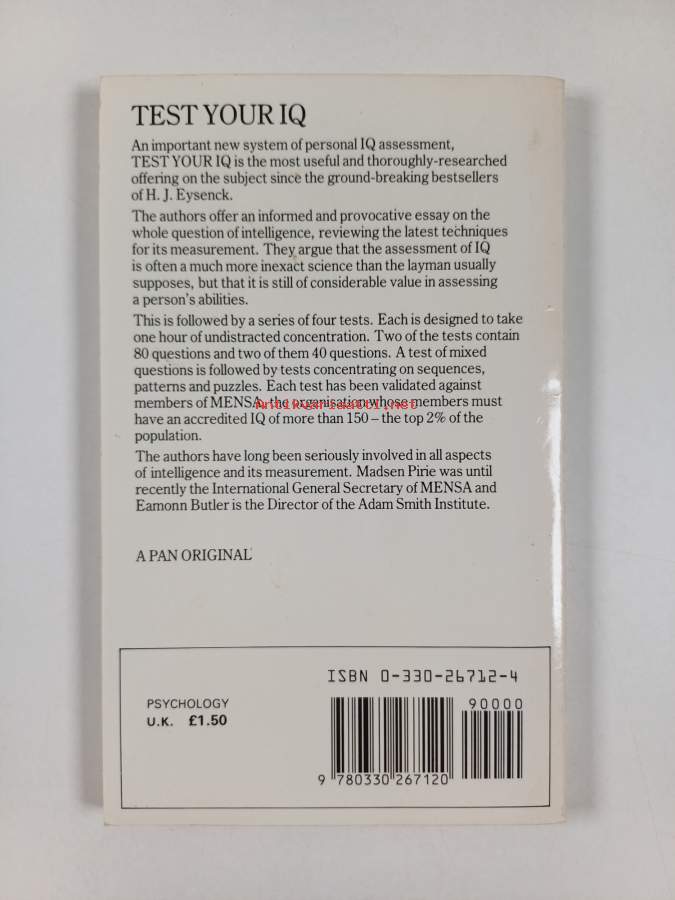 TEST YOUR IQ
An important new system of personal IQ assessment,
TEST YOUR IQ is the most useful and thoroughly-researched
offering on the subject since the ground-breaking bestsellers
of H. J. Eysenck.
The authors offer an informed and provocative essay on the
whole question of intelligence, reviewing the latest techniques
for its measurement. They argue that the assessment of IQ
is often a much more inexact science than the layman usually
supposes, but that it is still of considerable value in assessing
a person's abilities.
This is followed by a series of four tests. Each is designed to take
one hour of undistracted concentration. Two of the tests contain
80 questions and two of them 40 questions. A test of mixed
questions is followed by tests concentrating on sequences,
patterns and puzzles. Each test has been validated against
members of MENSA, the organisation whose members must
Antikvariaatti.net
have an accredited IQ of more than 150 – the top 2% of the
population.
The authors have long been seriously involved in all aspects
of intelligence and its measurement. Madsen Pirie was until
recently the International General Secretary of MENSA and
Eamonn Butler is the Director of the Adam Smith Institute.
A PAN ORIGINAL
ISBN 0-330-26712-4
PSYCHOLOGY
U.K. £1.50
90000
9 780330 267120